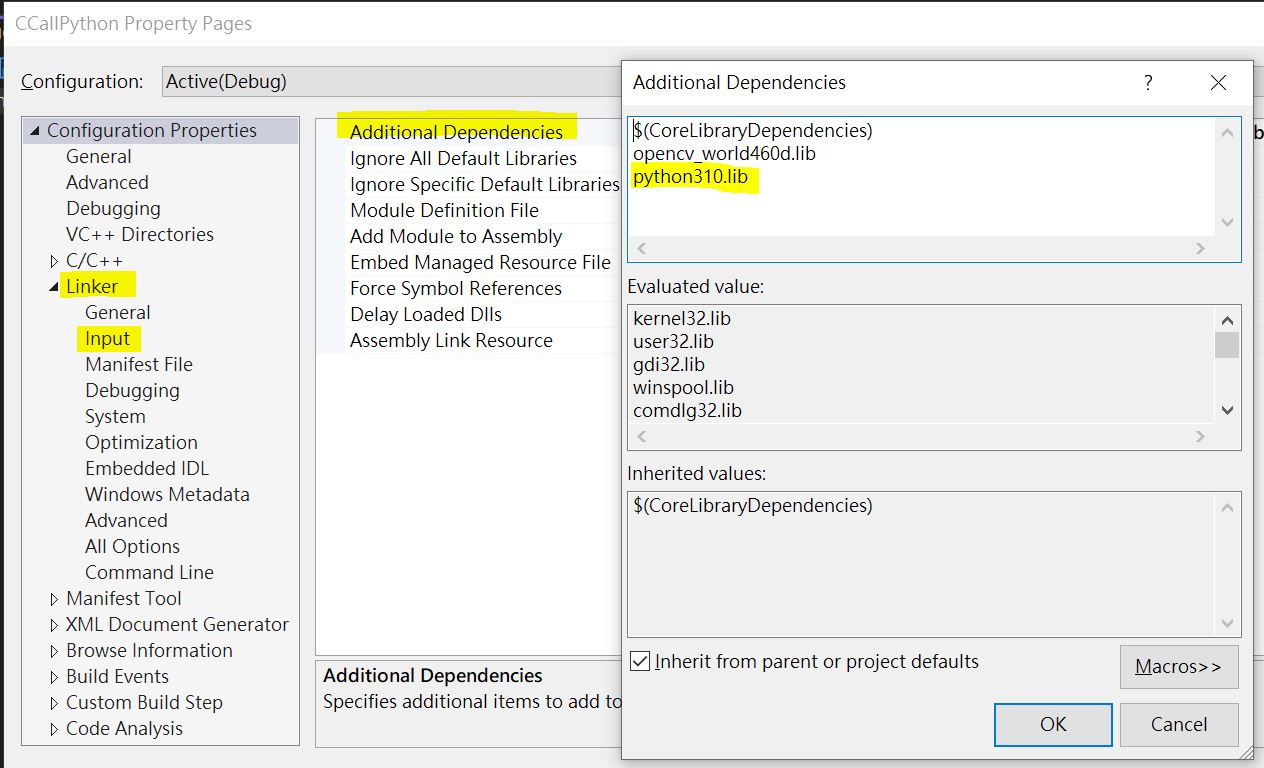 CCallPython Property Pages
Configuration:
Active(Debug)
Configuration Properties
General
Advanced
Debugging
VC++ Directories
C/C++
Linker
General
Input
Manifest File
Debugging
System
Optimization
Embedded IDL
Windows Metadata
Advanced
All Options
Command Line
Manifest Tool
XML Document Generator
Browse Information
Build Events
Custom Build Step
Code Analysis
Additional Dependencies
Ignore All Default Libraries
Ignore Specific Default Libraries
Module Definition File
Add Module to Assembly
Embed Managed Resource File
Force Symbol References
Delay Loaded Dlls
Assembly Link Resource
Additional Dependencies
Specifies additional items to add to
Additional Dependencies
?
$(CoreLibraryDependencies)
opencv_world460d.lib
python310.lib
Evaluated value:
kernel32.lib
user32.lib
gdi32.lib
winspool.lib
comdlg32.lib
Inherited values:
$(CoreLibraryDependencies)
Inherit from parent or project defaults
Macros>>
OK
Cancel